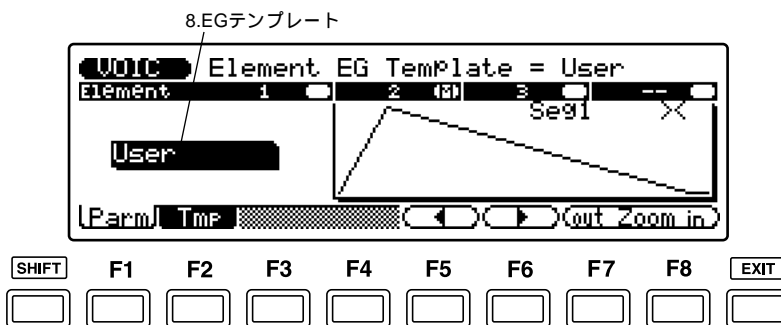 8.EGテンプレート
VOIC Element EG Template = User
Element 1 2 (M) 3 --
Seg1
User
Parm Tmp out Zoom in
SHIFT F1 F2 F3 F4 F5 F6 F7 F8 EXIT